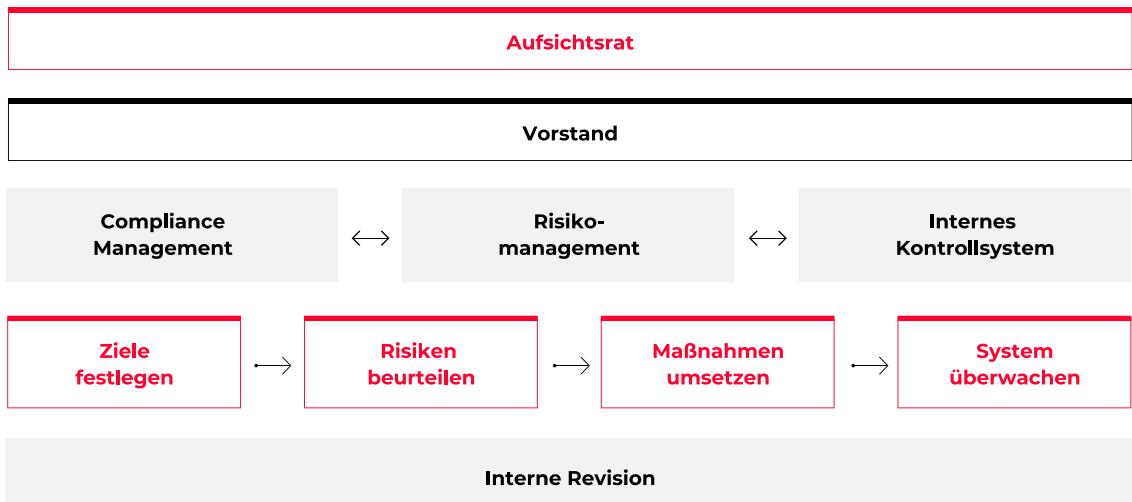 Aufsichtsrat
Vorstand
Compliance
Management
Risiko-
management
Internes
Kontrollsystem
Ziele
festlegen
Risiken
beurteilen
Maßnahmen
umsetzen
System
überwachen
Interne Revision